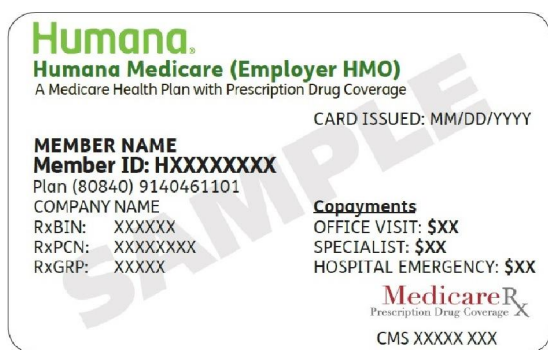 Humana®
Humana Medicare (Employer HMO)
A Medicare Health Plan with Prescription Drug Coverage
CARD ISSUED: MM/DD/YYYY
MEMBER NAME
Member ID: HXXXXXXXX
Plan (80840) 9140461101
COMPANY NAME
RxBIN: XXXXXX
RxPCN: XXXXXXXX
RxGRP: XXXXX
Copayments
OFFICE VISIT: $XX
SPECIALIST: $XX
HOSPITAL EMERGENCY: $XX
MedicareRx
Prescription Drug Coverage
CMS XXXXX XXX
SAMPLE